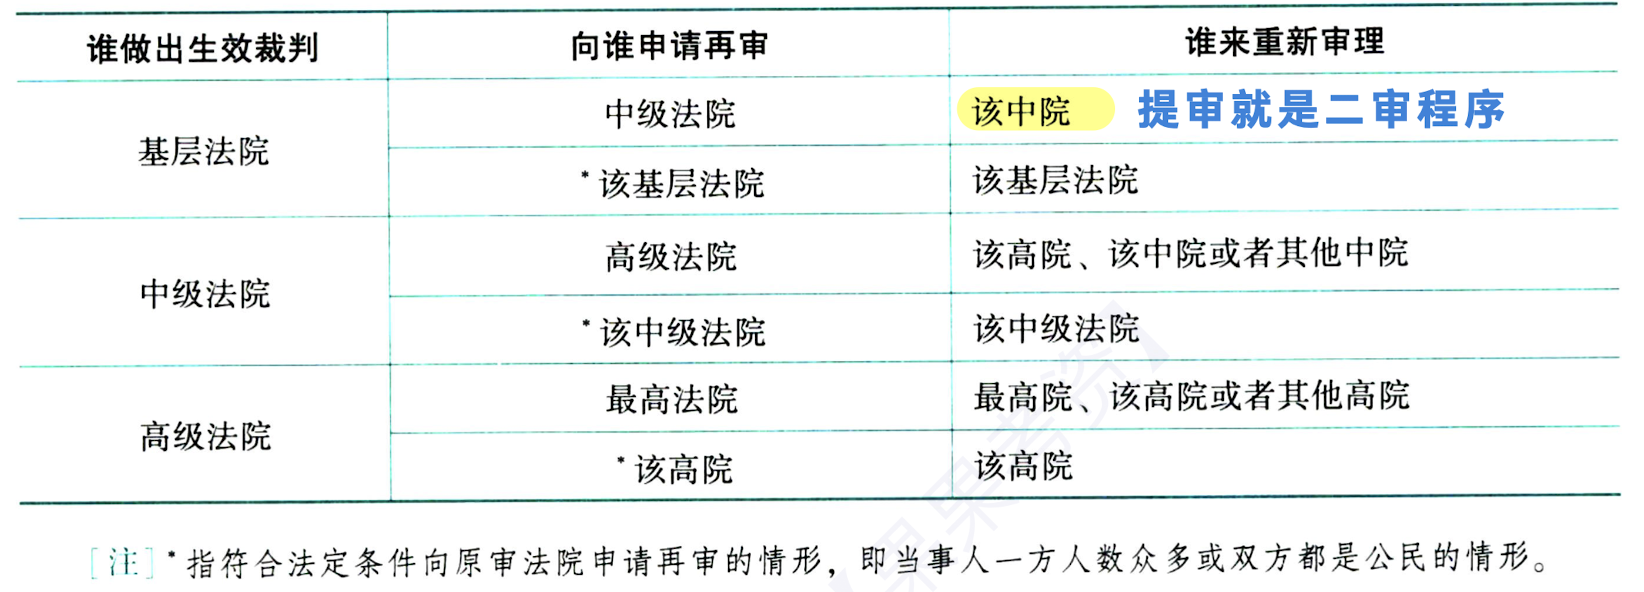 谁做出生效裁判 向谁申请再审 谁来重新审理
基层法院 中级法院 该中院 提审就是二审程序
*该基层法院 该基层法院
中级法院 高级法院 该高院、该中院或者其他中院
*该中级法院 该中级法院
高级法院 最高法院 最高院、该高院或者其他高院
*该高院 该高院
[注]*指符合法定条件向原审法院申请再审的情形，即当事人一方人数众多或双方都是公民的情形。
【果果考资】